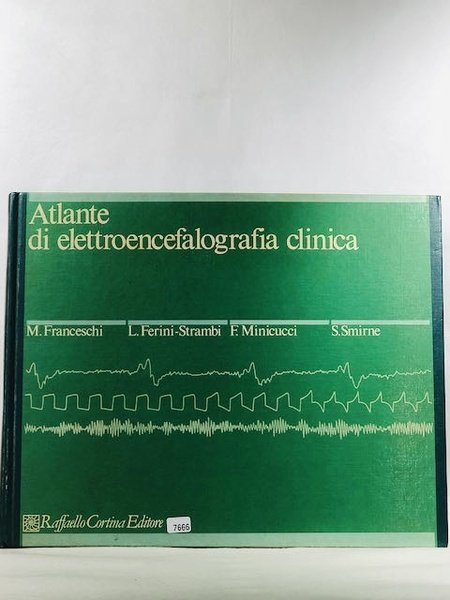 Atlante
di elettroencefalografia clinica
M. Franceschi L. Ferini-Strambi F. Minicucci S. Smirne
Raffaello Cortina Editore
7666